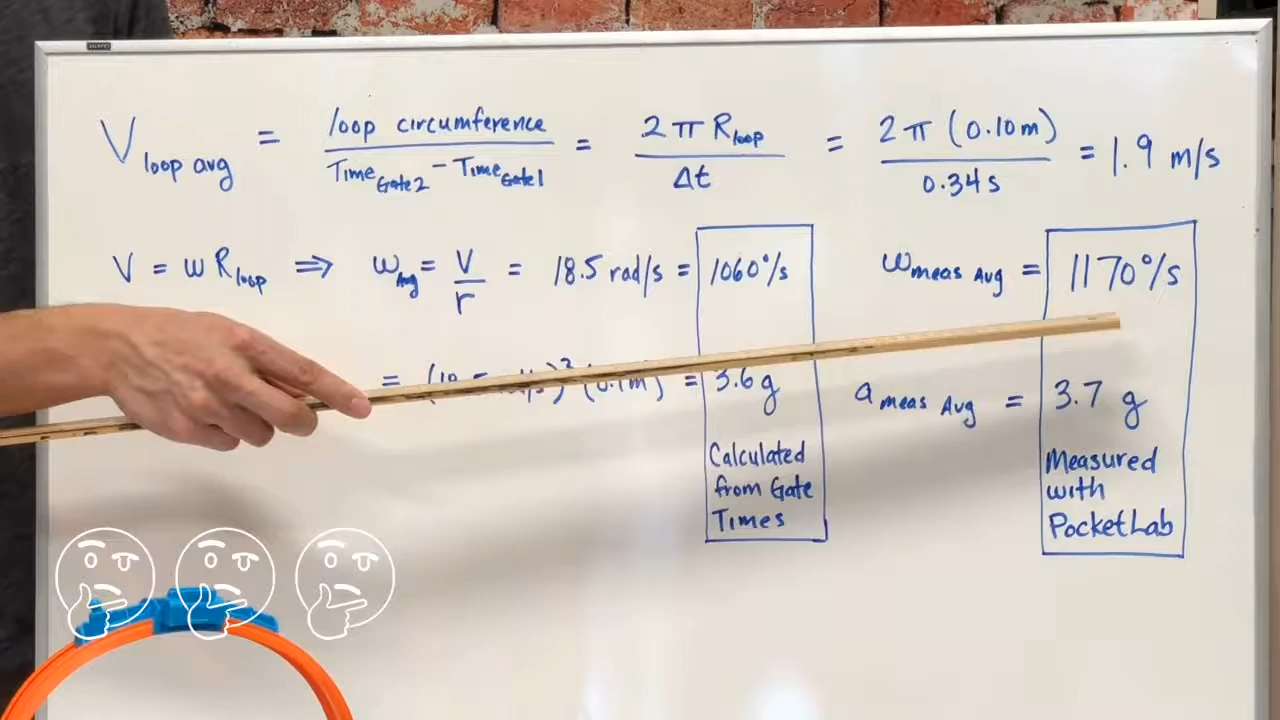 V loop avg = loop circumference / Time Gate2 - Time Gate1 = 2π R loop / Δt = 2π (0.10m) / 0.34s = 1.9 m/s
V = ω R loop ⇒ ω Avg = V / r = 18.5 rad/s = 1060°/s
ω meas Avg = 1170°/s
= (0.1m) = 3.6g
a meas Avg = 3.7 g
Calculated
from Gate
Times
Measured
with
PocketLab